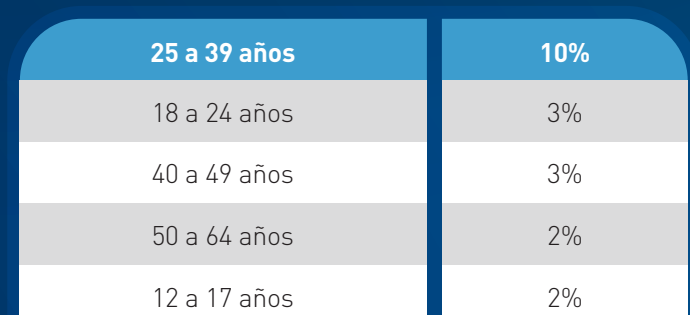 25 a 39 años 10%
18 a 24 años 3%
40 a 49 años 3%
50 a 64 años 2%
12 a 17 años 2%